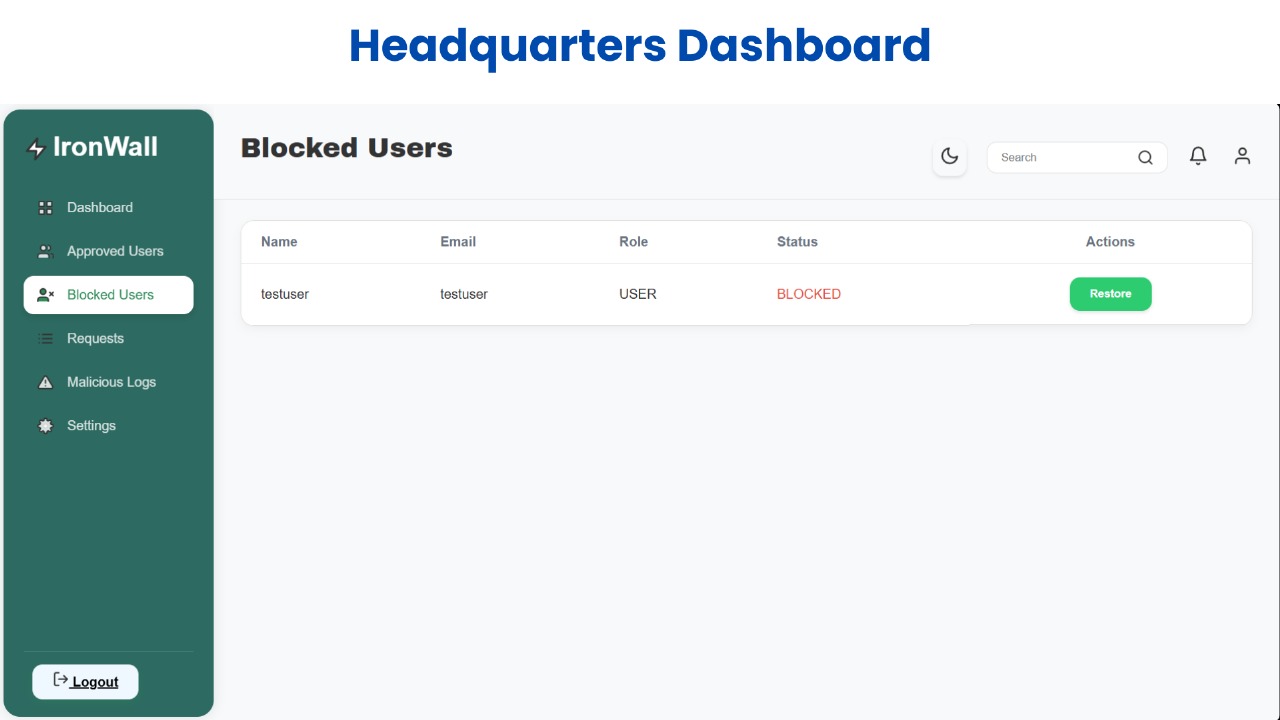 Headquarters Dashboard
IronWall
Dashboard
Approved Users
Blocked Users
Requests
Malicious Logs
Settings
Logout
Blocked Users
Search
Name Email Role Status Actions
testuser testuser USER BLOCKED Restore